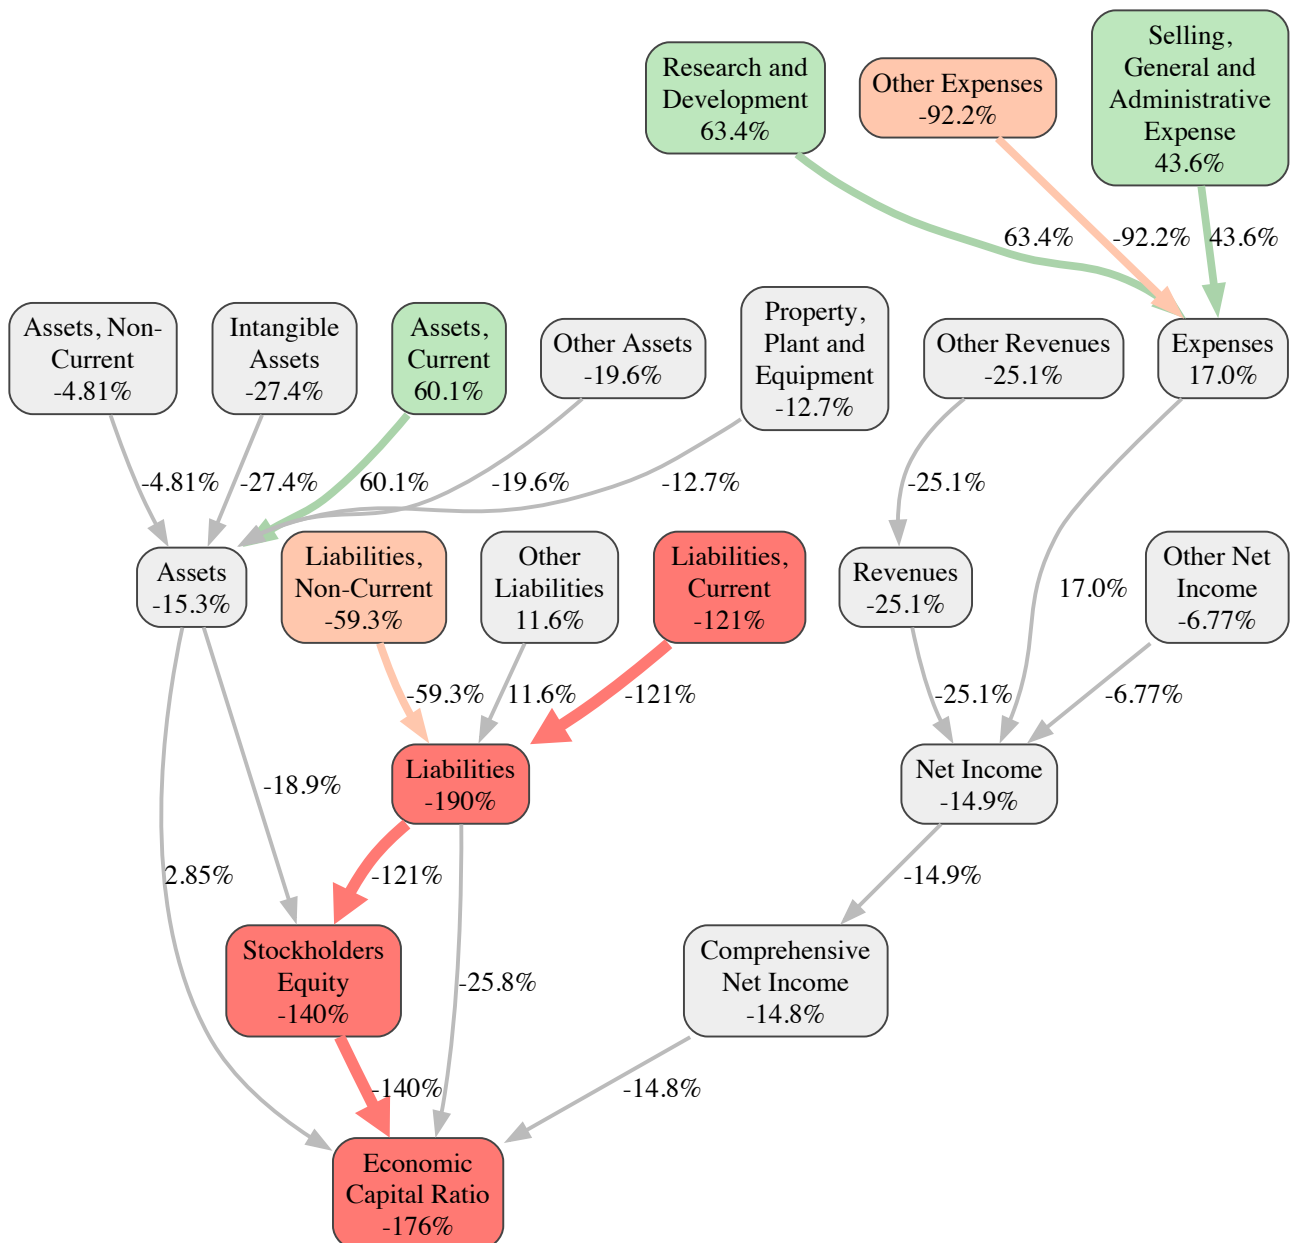 Research and
Development
63.4%
Other Expenses
-92.2%
Selling,
General and
Administrative
Expense
43.6%
63.4%
-92.2%
43.6%
Assets, Non-
Current
-4.81%
Intangible
Assets
-27.4%
Assets,
Current
60.1%
Other Assets
-19.6%
Property,
Plant and
Equipment
-12.7%
Other Revenues
-25.1%
Expenses
17.0%
-4.81%
-27.4%
60.1%
-19.6%
-12.7%
-25.1%
Assets
-15.3%
Liabilities,
Non-Current
-59.3%
Other
Liabilities
11.6%
Liabilities,
Current
-121%
Revenues
-25.1%
17.0%
Other Net
Income
-6.77%
-59.3%
11.6%
-121%
-25.1%
-6.77%
-18.9%
Liabilities
-190%
Net Income
-14.9%
2.85%
-121%
-14.9%
Stockholders
Equity
-140%
-25.8%
Comprehensive
Net Income
-14.8%
-140%
-14.8%
Economic
Capital Ratio
-176%